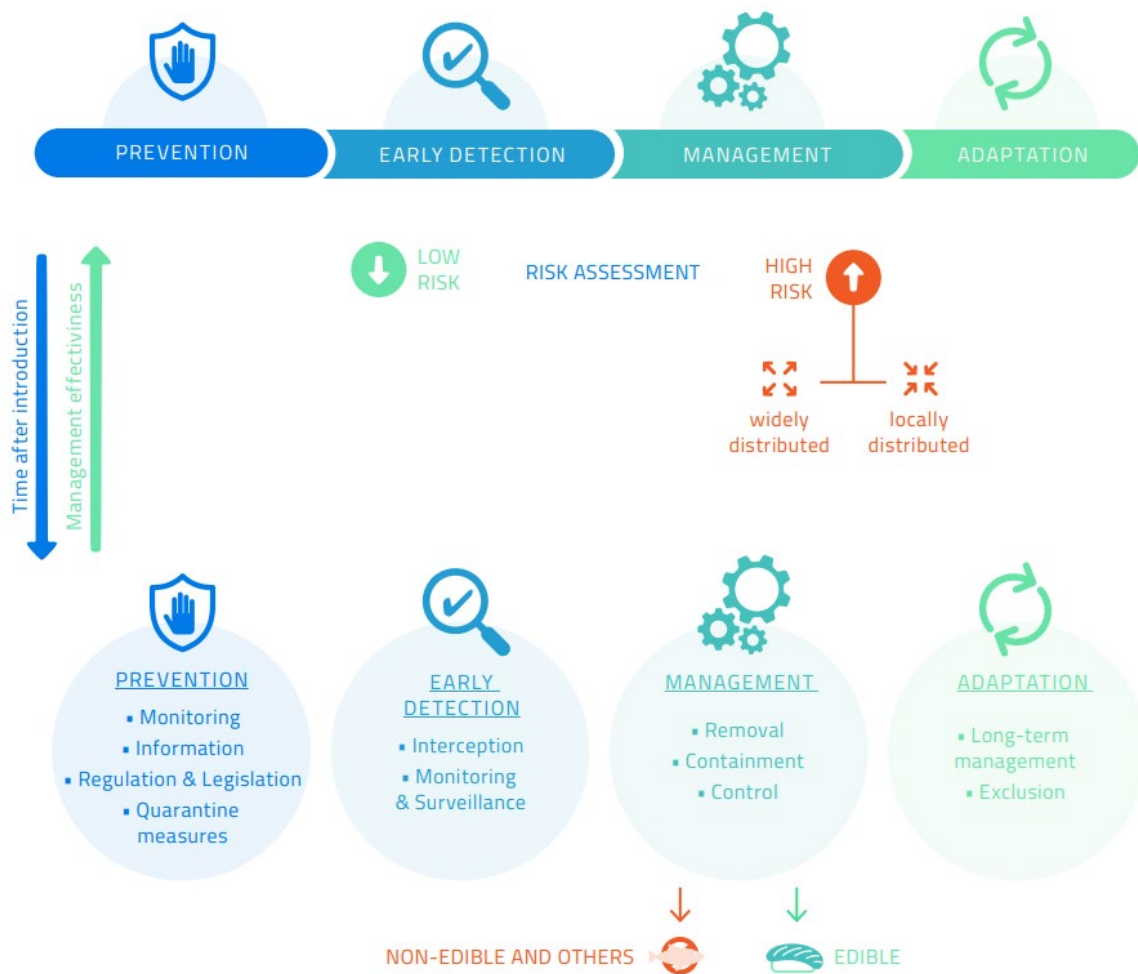 PREVENTION
EARLY DETECTION
MANAGEMENT
ADAPTATION
Time after introduction
Management effectiviness
LOW
RISK
RISK ASSESSMENT
HIGH
RISK
widely
distributed
locally
distributed
PREVENTION
▪ Monitoring
▪ Information
▪ Regulation & Legislation
▪ Quarantine
measures
EARLY
DETECTION
▪ Interception
▪ Monitoring
& Surveillance
MANAGEMENT
▪ Removal
▪ Containment
▪ Control
ADAPTATION
▪ Long-term
management
▪ Exclusion
NON-EDIBLE AND OTHERS
EDIBLE